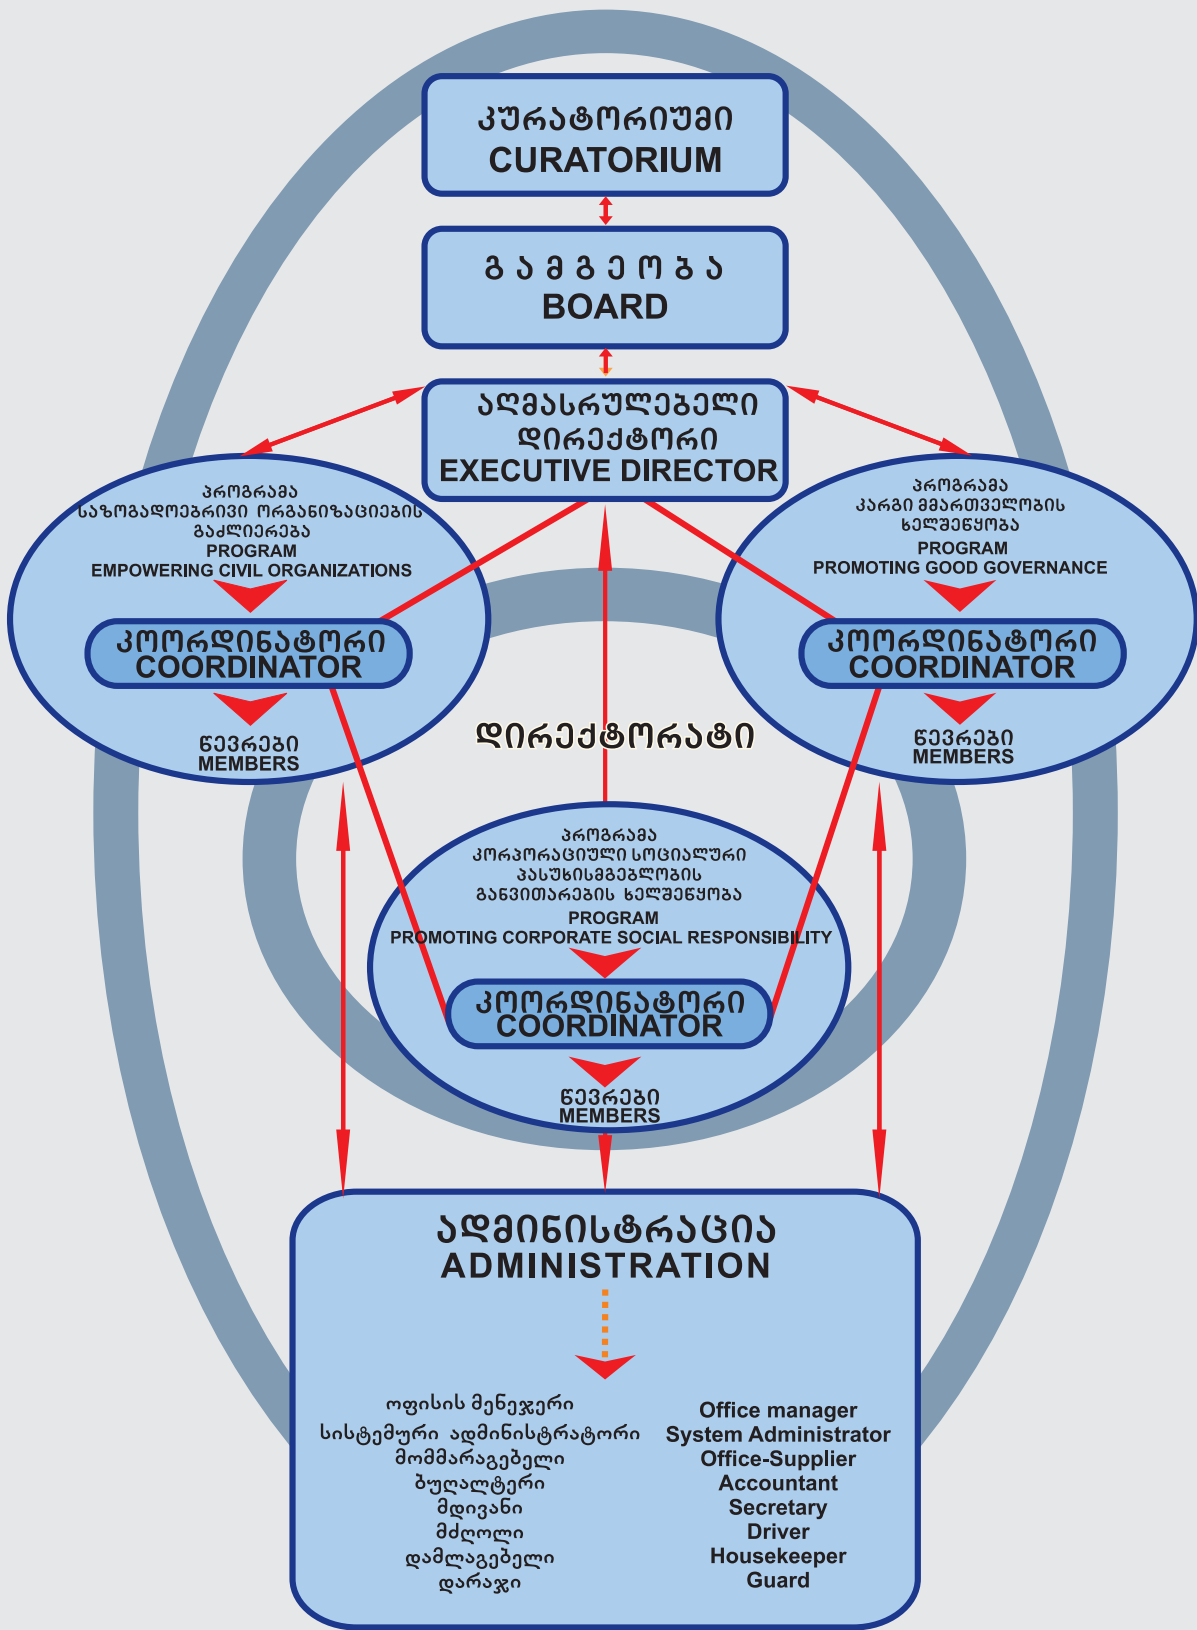 კურატორიუმი
CURATORIUM
გ ა მ გ ე ო ბ ა
BOARD
აღმასრულებელი
დირექტორი
EXECUTIVE DIRECTOR
პროგრამა
საზოგადოებრივი ორგანიზაციების
გაძლიერება
PROGRAM
EMPOWERING CIVIL ORGANIZATIONS
კოორდინატორი
COORDINATOR
წევრები
MEMBERS
პროგრამა
კარგი მმართველობის
ხელშეწყობა
PROGRAM
PROMOTING GOOD GOVERNANCE
კოორდინატორი
COORDINATOR
წევრები
MEMBERS
დირექტორატი
პროგრამა
კორპორაციული სოციალური
პასუხისმგებლობის
განვითარების ხელშეწყობა
PROGRAM
PROMOTING CORPORATE SOCIAL RESPONSIBILITY
კოორდინატორი
COORDINATOR
წევრები
MEMBERS
ადმინისტრაცია
ADMINISTRATION
ოფისის მენეჯერი
სისტემური ადმინისტრატორი
მომმარაგებელი
ბუღალტერი
მდივანი
მძღოლი
დამლაგებელი
დარაჯი
Office manager
System Administrator
Office-Supplier
Accountant
Secretary
Driver
Housekeeper
Guard